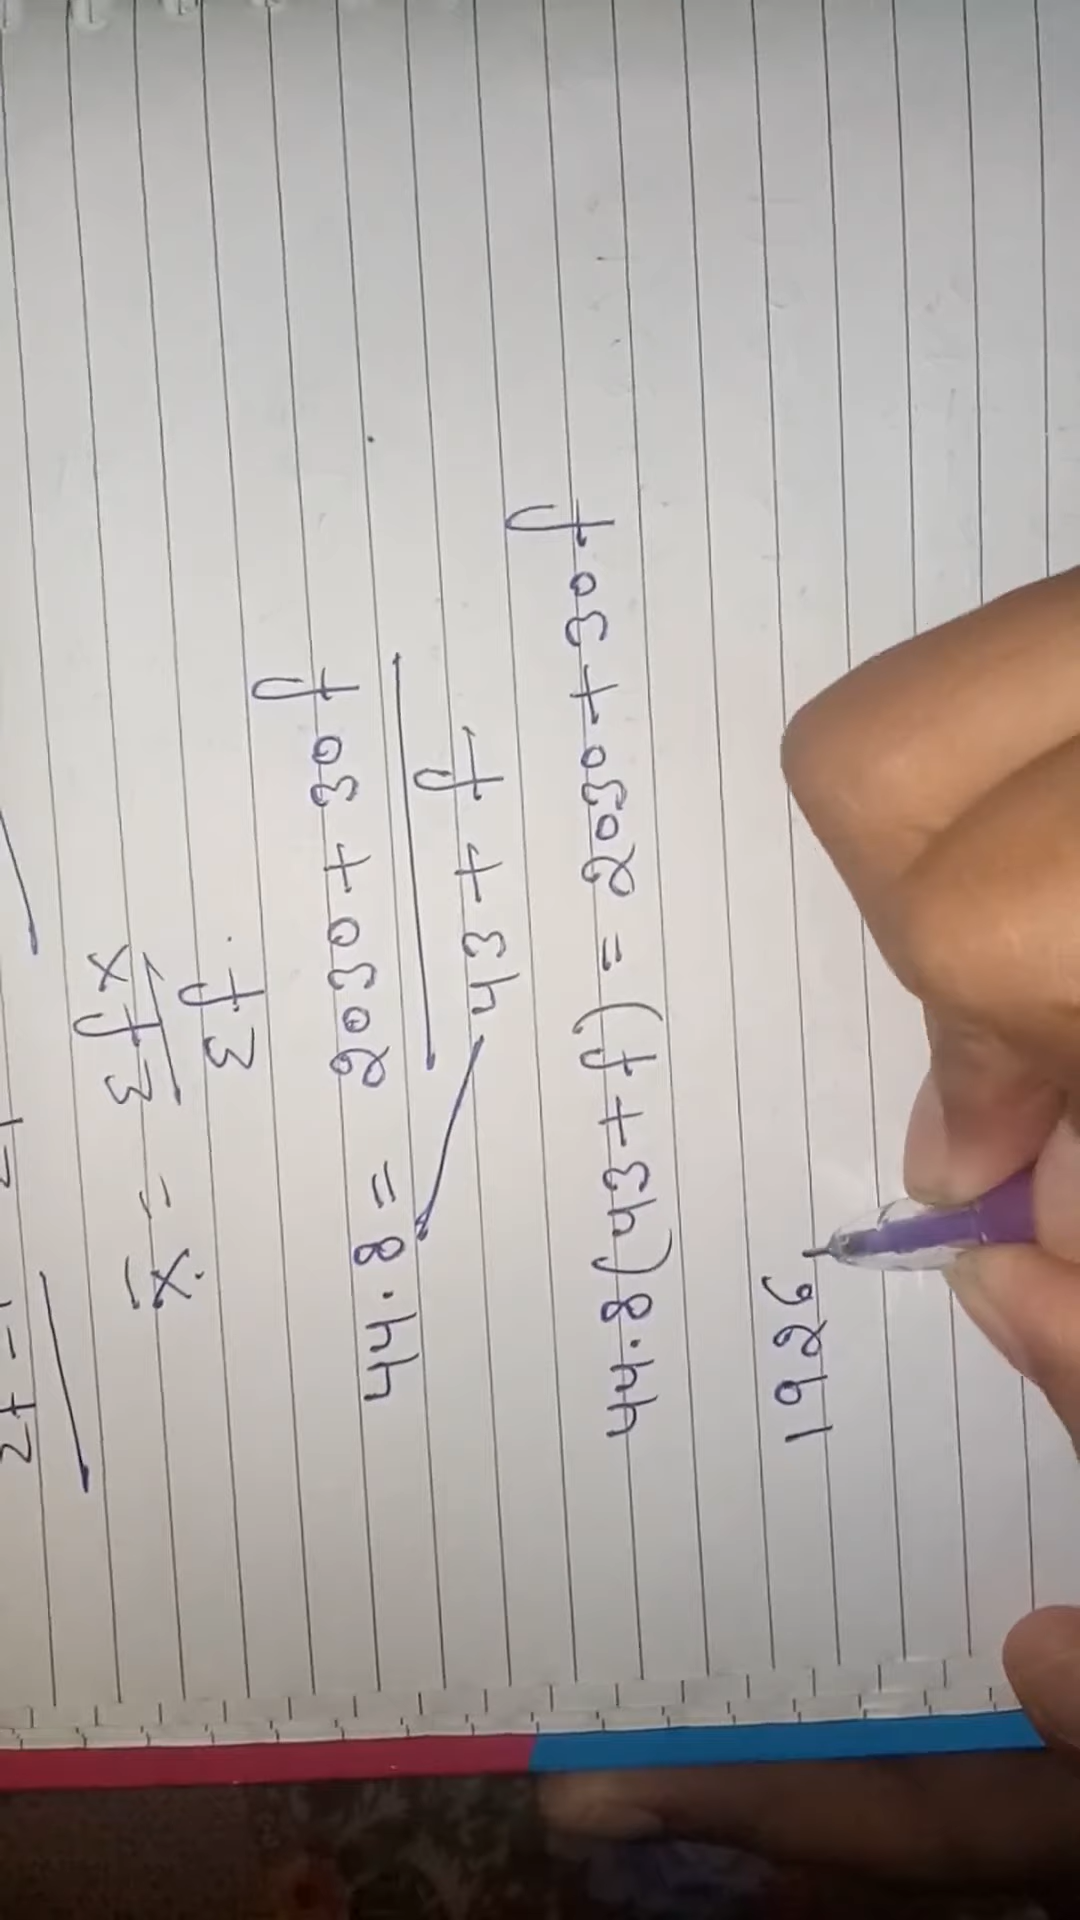 x̄ = Σfx
Σf
44.8 = 2030 + 30f
43 + f
44.8(43 + f) = 2030 + 30f
1926